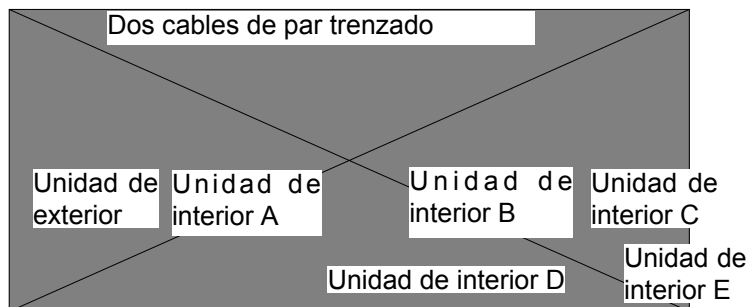 Dos cables de par trenzado
Unidad de
exterior
Unidad de
interior A
Unidad de
interior B
Unidad de
interior C
Unidad de interior D
Unidad de
interior E